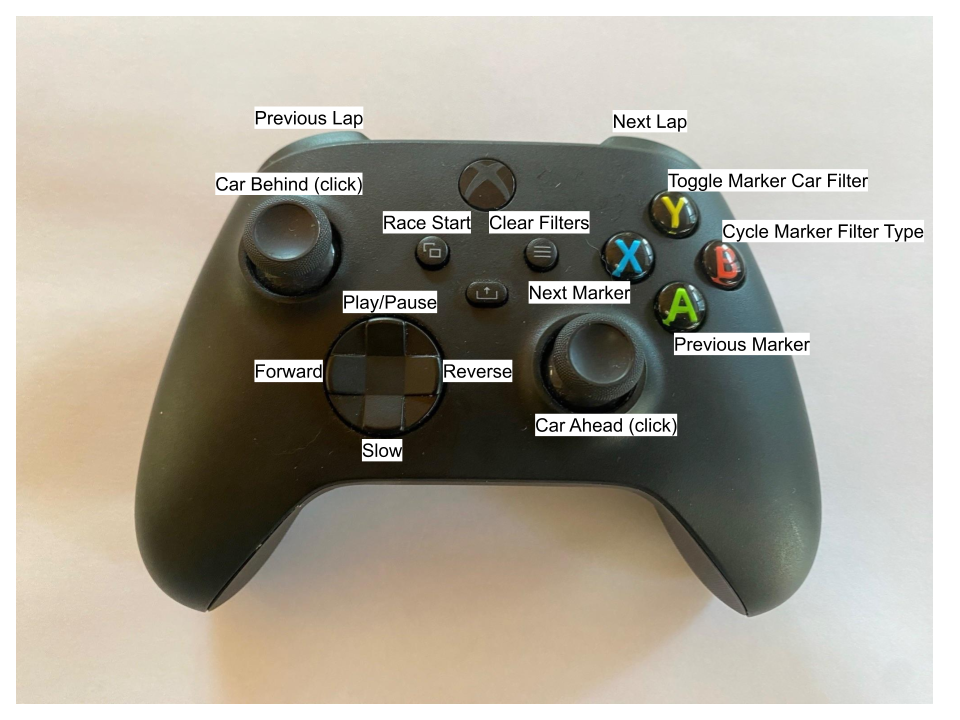 Previous Lap
Next Lap
Car Behind (click)
Toggle Marker Car Filter
Race Start
Clear Filters
Y
Cycle Marker Filter Type
X
B
Next Marker
Play/Pause
A
Previous Marker
Forward
Reverse
Car Ahead (click)
Slow